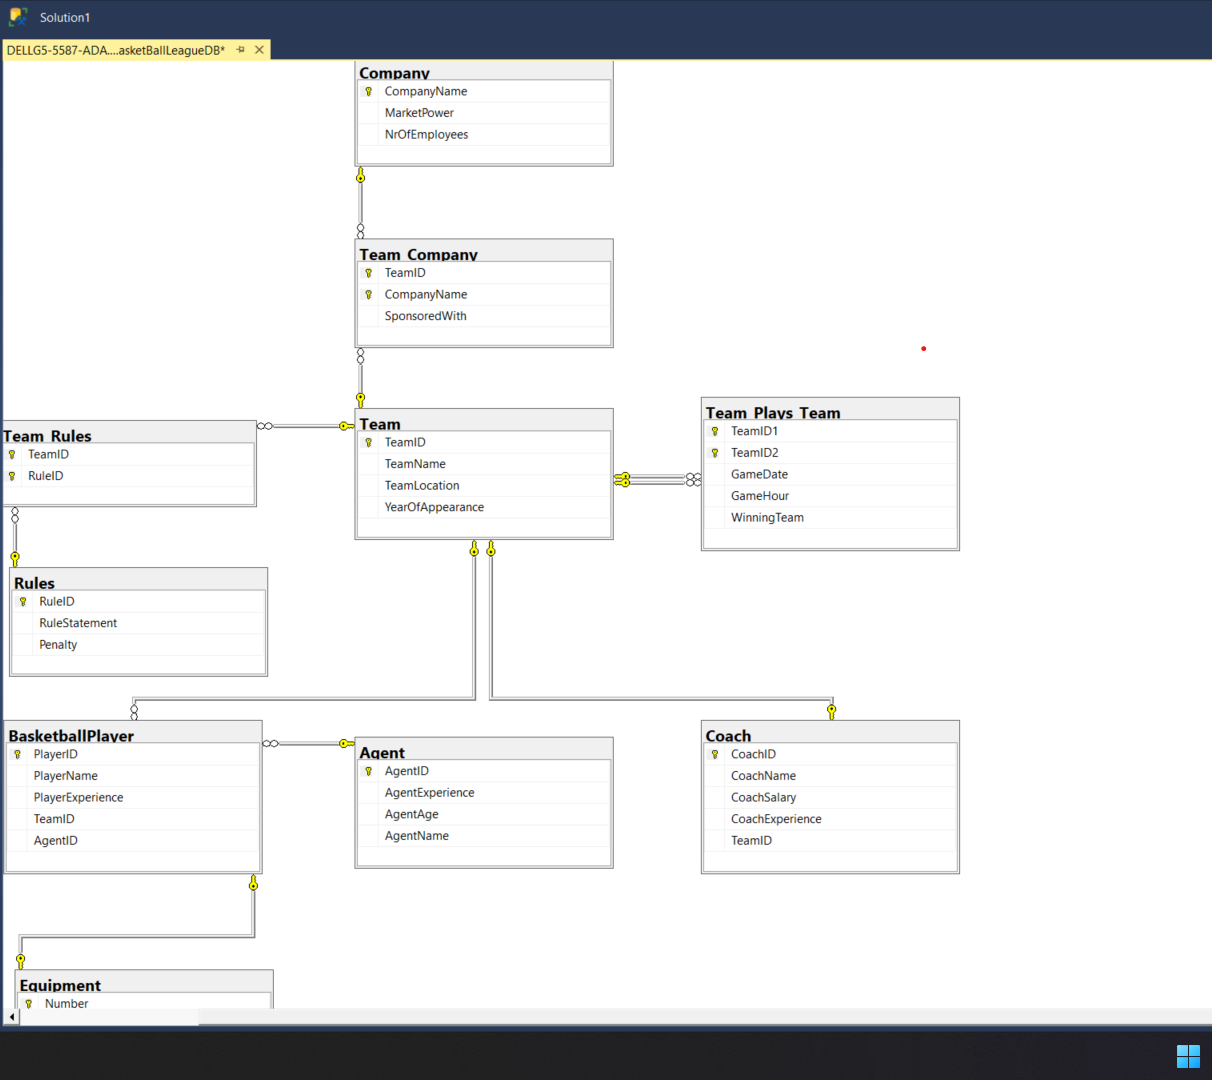 Solution1
DELLG5-5587-ADA....asketBallLeagueDB*
Company
CompanyName
MarketPower
NrOfEmployees
Team_Company
TeamID
CompanyName
SponsoredWith
Team_Rules
TeamID
RuleID
Team
TeamID
TeamName
TeamLocation
YearOfAppearance
Team_Plays_Team
TeamID1
TeamID2
GameDate
GameHour
WinningTeam
Rules
RuleID
RuleStatement
Penalty
BasketballPlayer
PlayerID
PlayerName
PlayerExperience
TeamID
AgentID
Agent
AgentID
AgentExperience
AgentAge
AgentName
Coach
CoachID
CoachName
CoachSalary
CoachExperience
TeamID
Equipment
Number